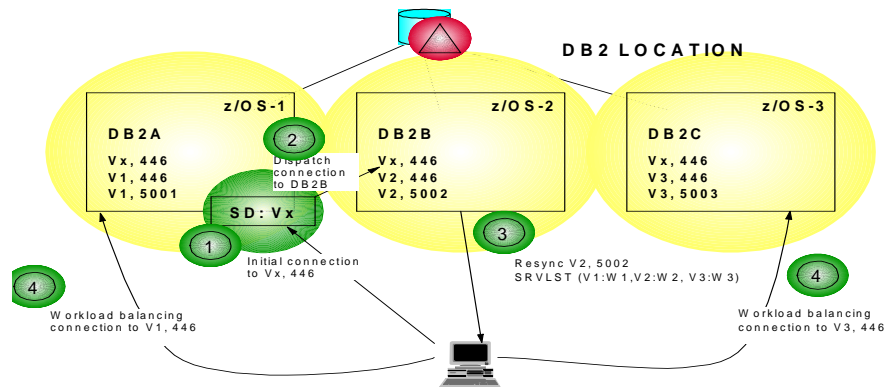 DB2 LOCATION
z/OS-1
DB2A
Vx, 446
V1, 446
V1, 5001
z/OS-2
DB2B
Vx, 446
V2, 446
V2, 5002
z/OS-3
DB2C
Vx, 446
V3, 446
V3, 5003
2
Dispatch
connection
to DB2B
SD: Vx
1
Initial connection
to Vx, 446
3
Resync V2, 5002
SRVLST (V1:W1,V2:W2, V3:W3)
4
Workload balancing
connection to V1, 446
4
Workload balancing
connection to V3, 446